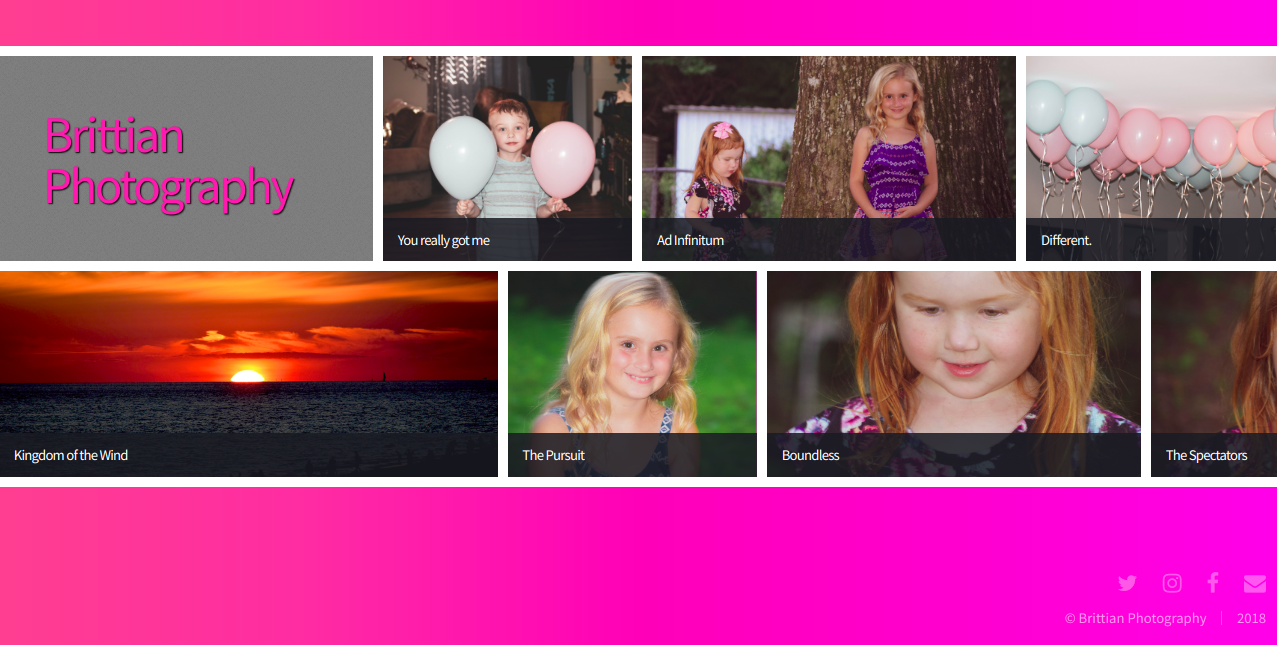 Brittian
Photography
You really got me
Ad Infinitum
Different.
Kingdom of the Wind
The Pursuit
Boundless
The Spectators
© Brittian Photography
2018